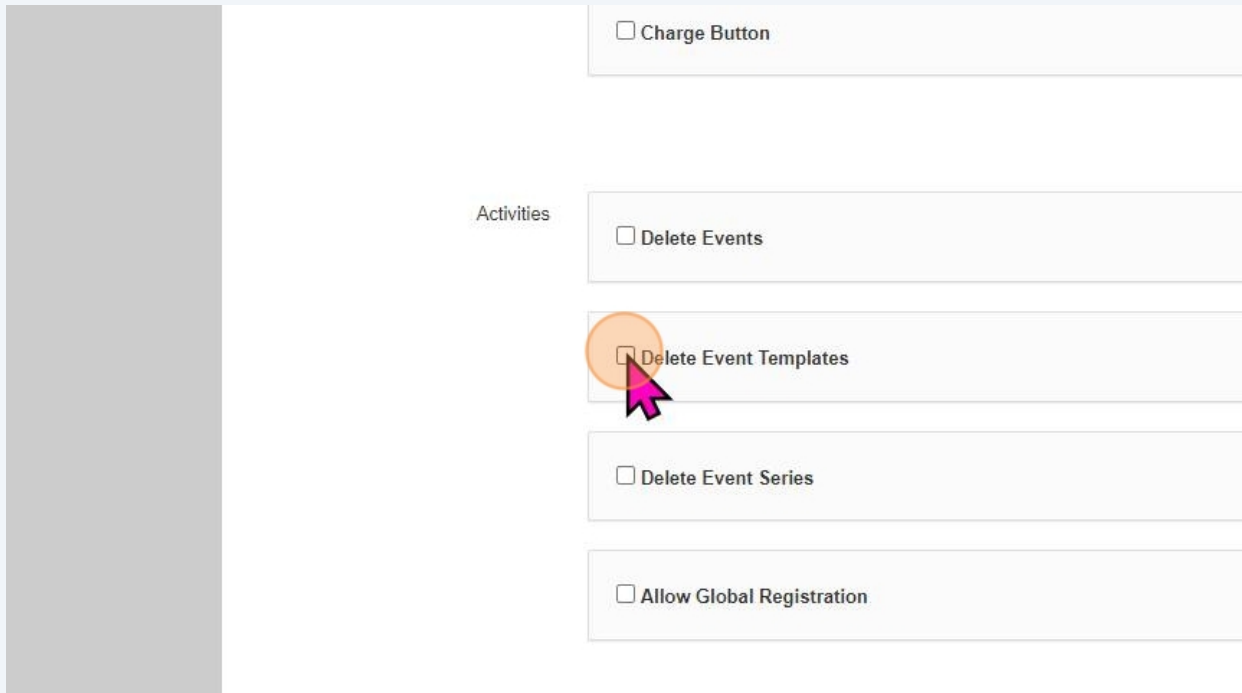 Charge Button
Activities
Delete Events
Delete Event Templates
Delete Event Series
Allow Global Registration